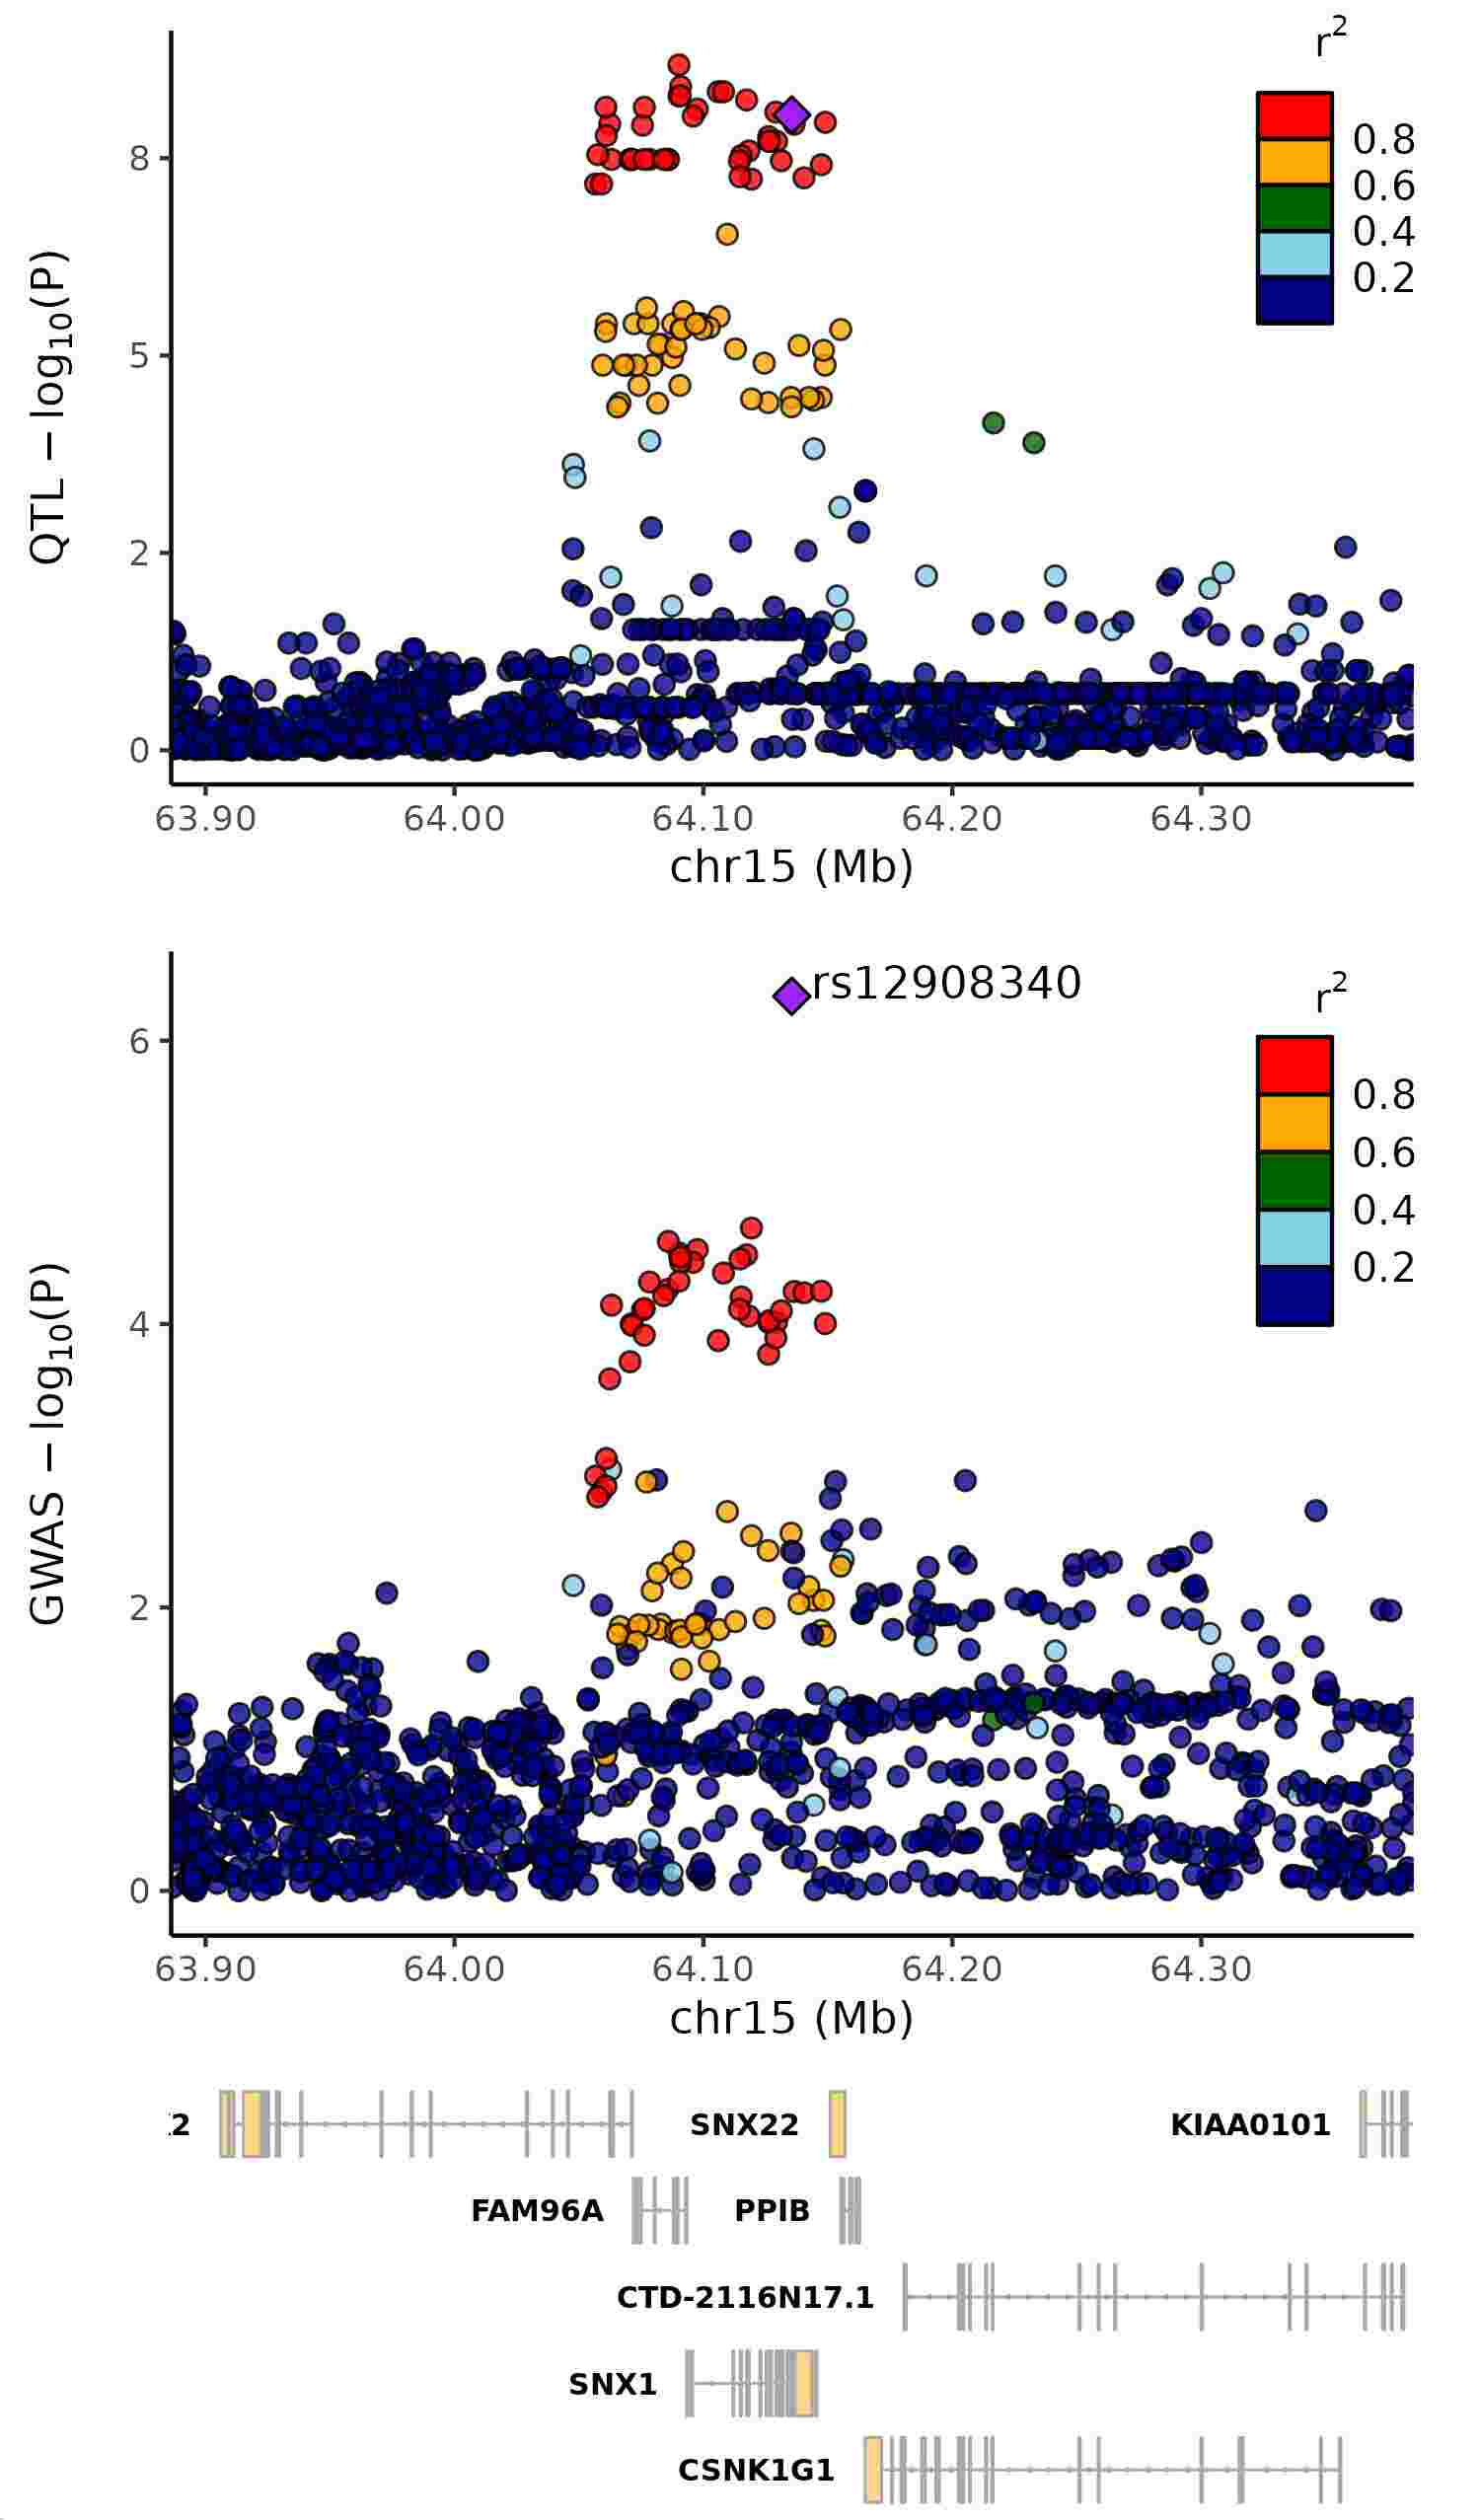 r2
0.8
0.6
0.4
0.2
QTL − log10(P)
8
5
2
0
63.90 64.00 64.10 64.20 64.30
chr15 (Mb)
rs12908340
r2
0.8
0.6
0.4
0.2
GWAS − log10(P)
6
4
2
0
63.90 64.00 64.10 64.20 64.30
chr15 (Mb)
2 SNX22 KIAA0101
FAM96A PPIB
CTD-2116N17.1
SNX1
CSNK1G1